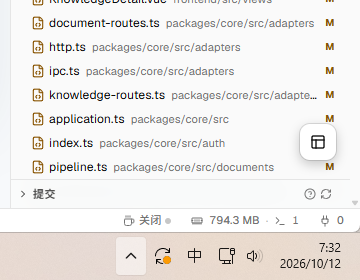 KnowledgeDetail.vue frontend/src/views
document-routes.ts packages/core/src/adapters M
http.ts packages/core/src/adapters M
ipc.ts packages/core/src/adapters M
knowledge-routes.ts packages/core/src/adapte... M
application.ts packages/core/src M
index.ts packages/core/src/auth
pipeline.ts packages/core/src/documents M
提交
关闭 794.3 MB · 1 0
中 7:32
2026/10/12